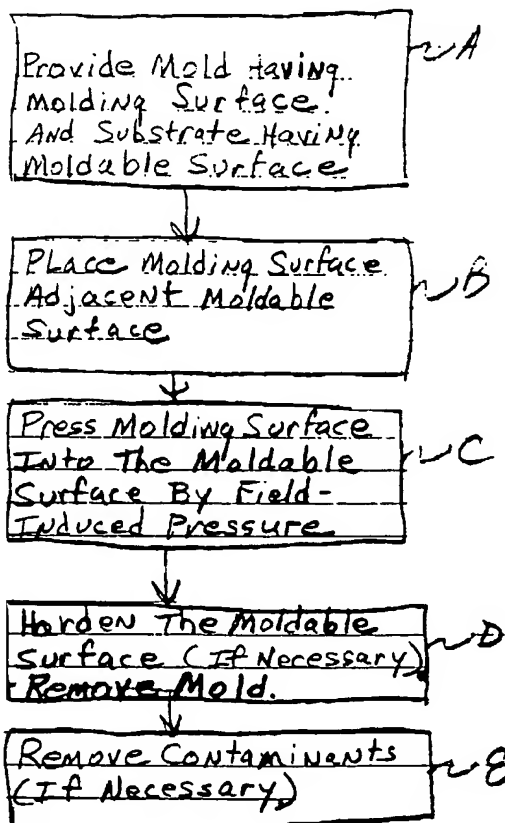 Provide Mold Having
Molding Surface
And Substrate Having
Moldable Surface
A
Place Molding Surface
Adjacent Moldable
Surface
B
Press Molding Surface
Into The Moldable
Surface By Field-
Induced Pressure
C
Harden The Moldable
Surface (If Necessary).
Remove Mold.
D
Remove Contaminants
(If Necessary)
E